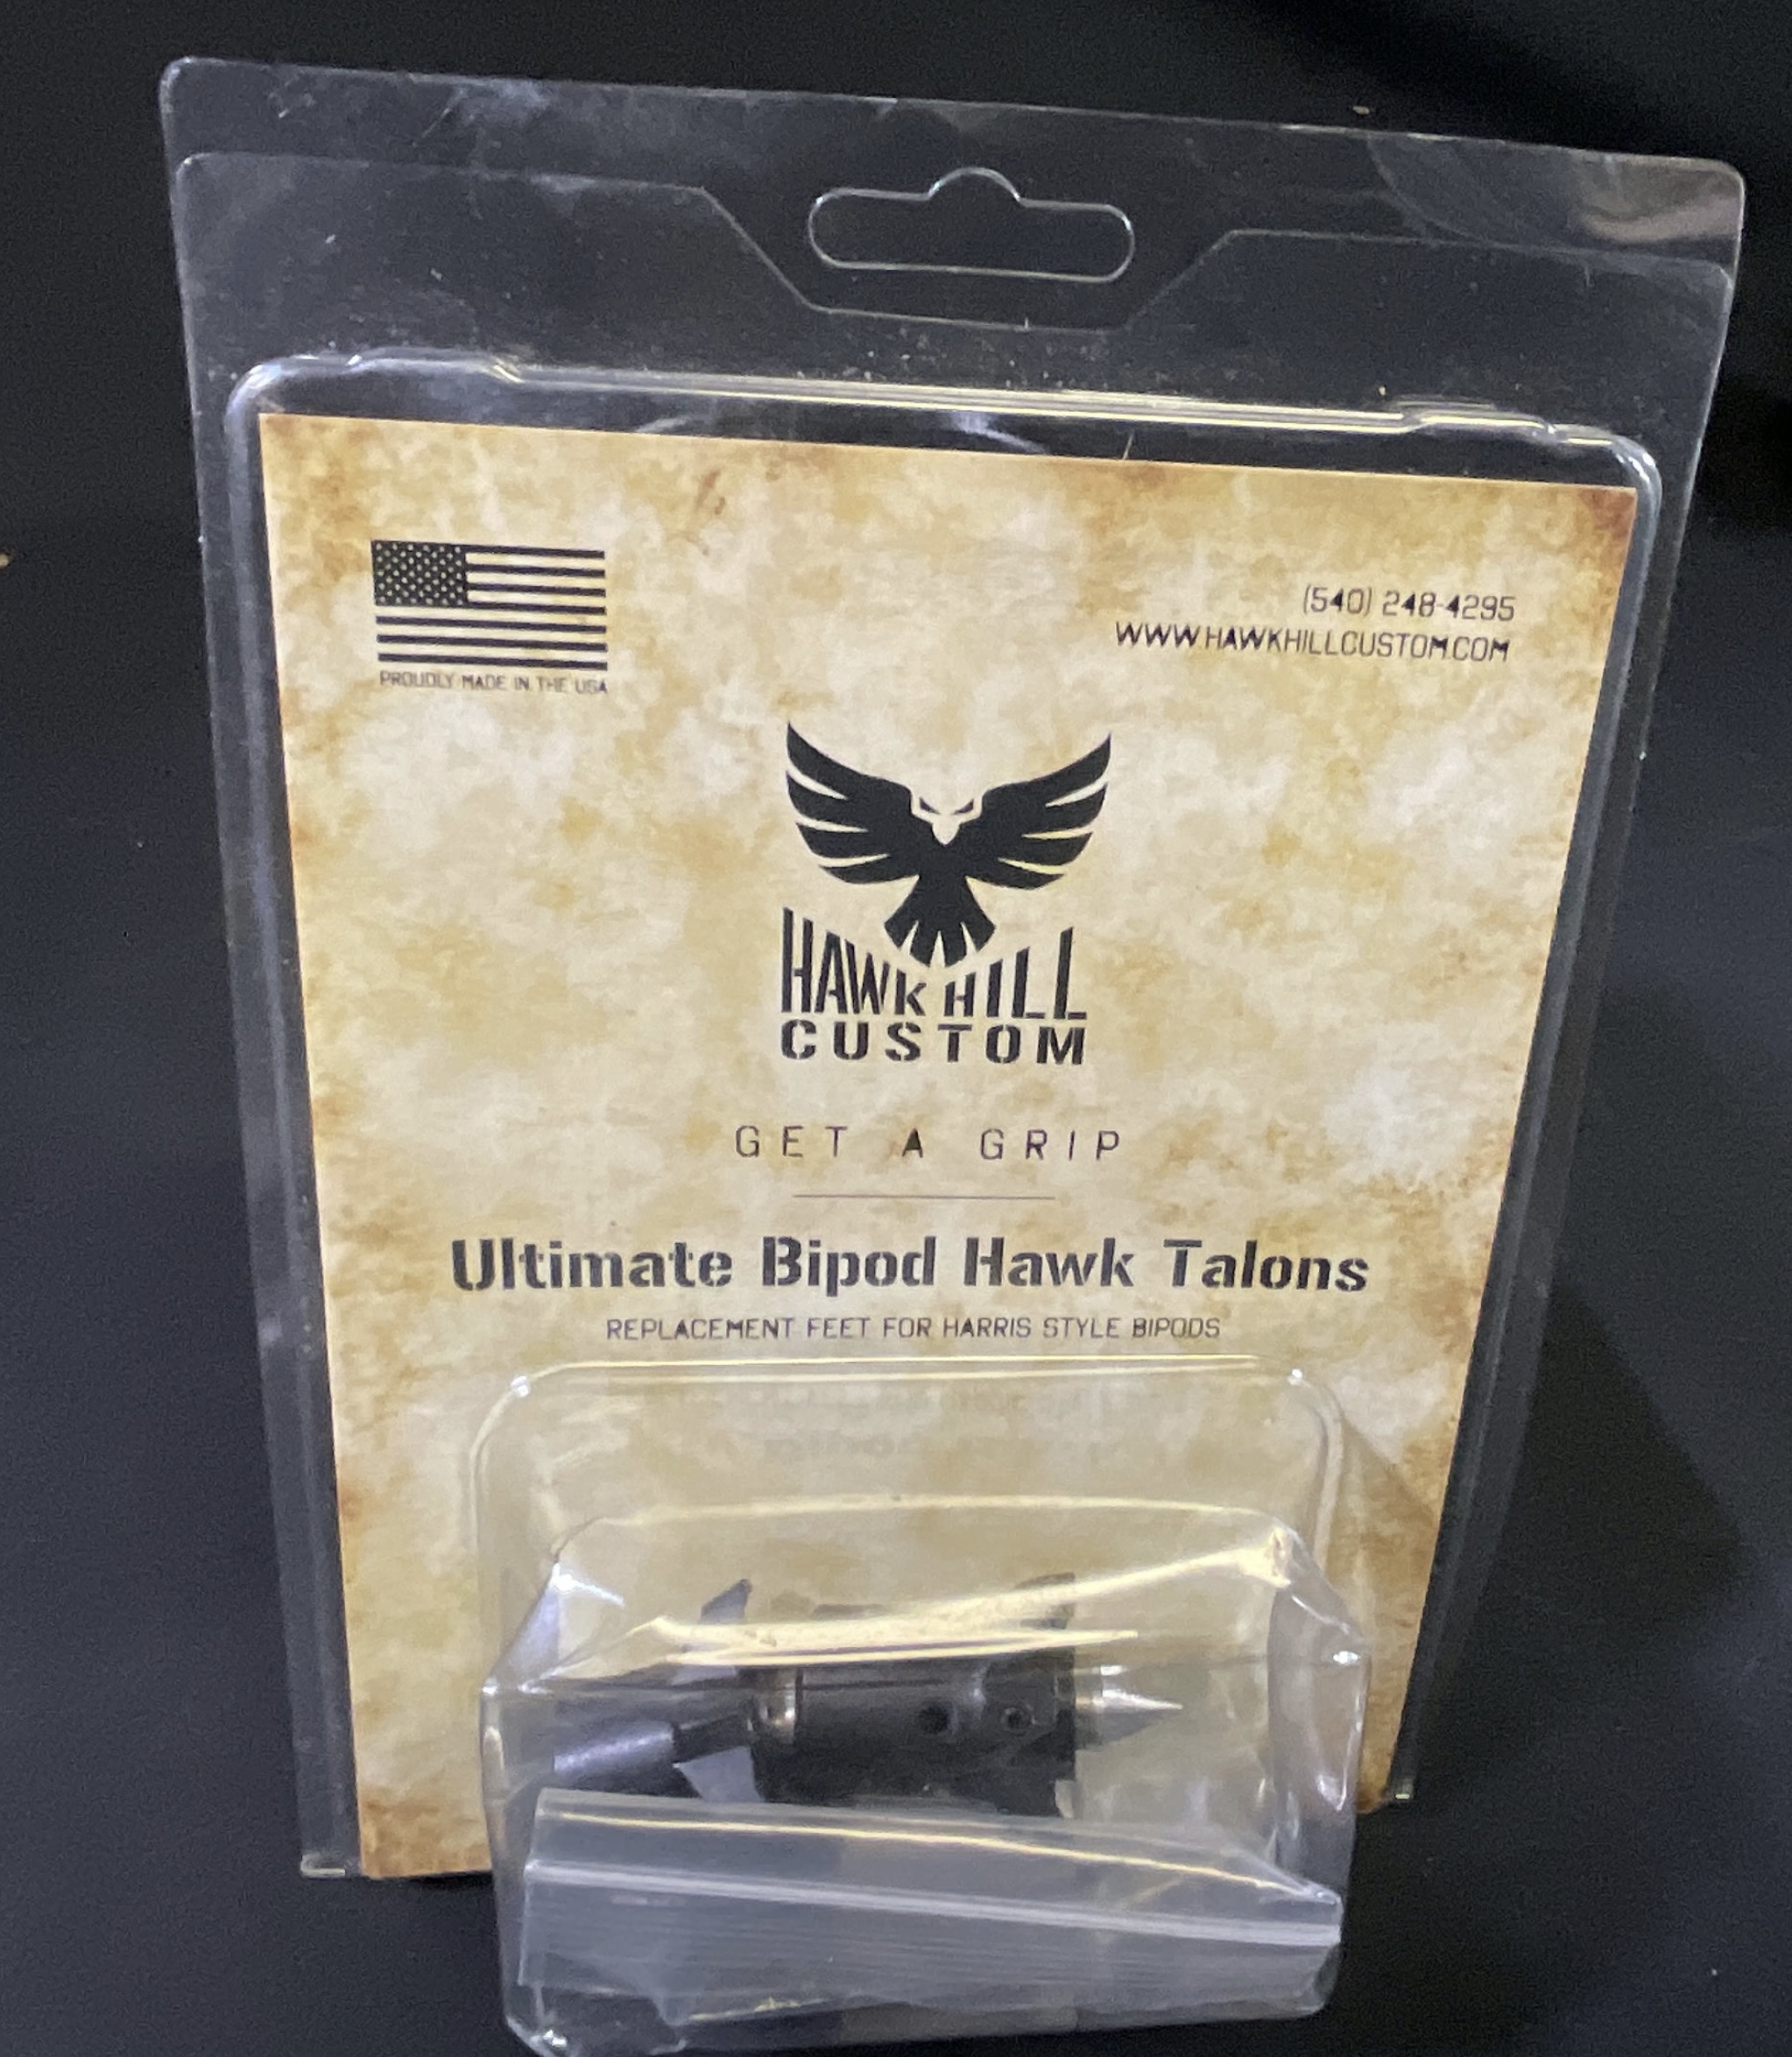 PROUDLY MADE IN THE USA
(540) 248-4295
WWW.HAWKHILLCUSTOM.COM
HAWK HILL
CUSTOM
GET A GRIP
Ultimate Bipod Hawk Talons
REPLACEMENT FEET FOR HARRIS STYLE BIPODS